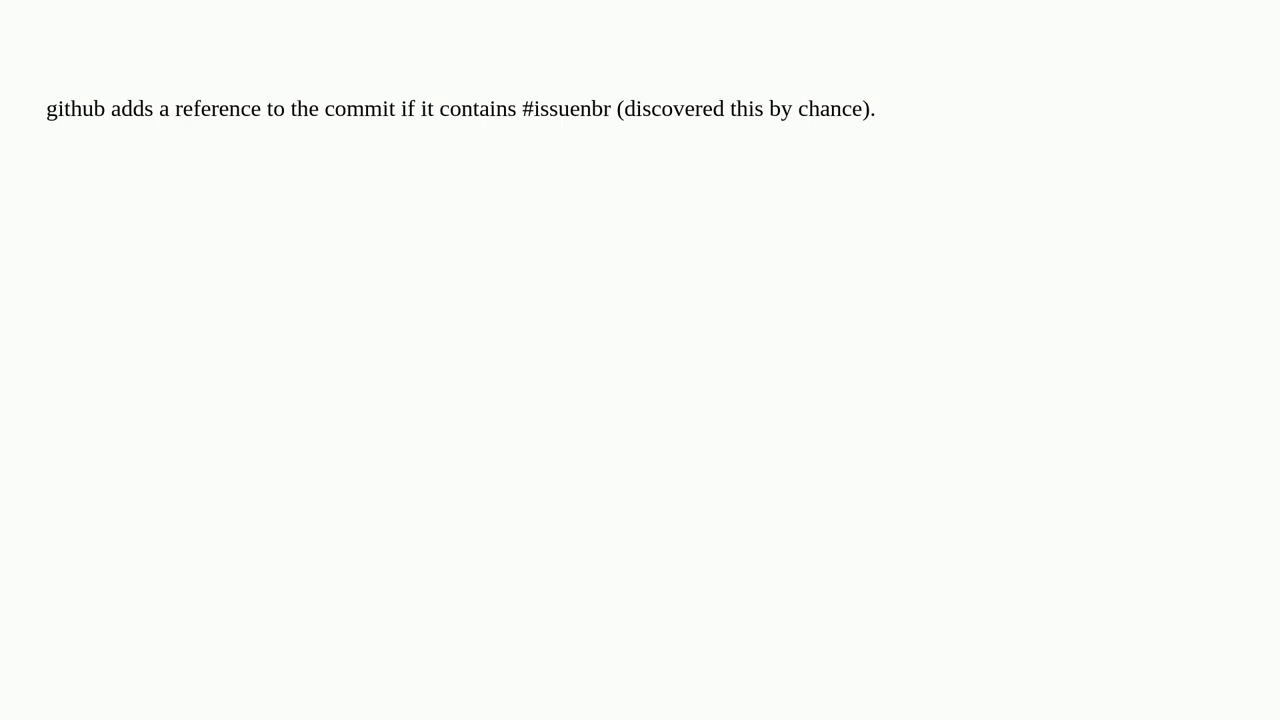 github adds a reference to the commit if it contains #issuenbr (discovered this by chance).